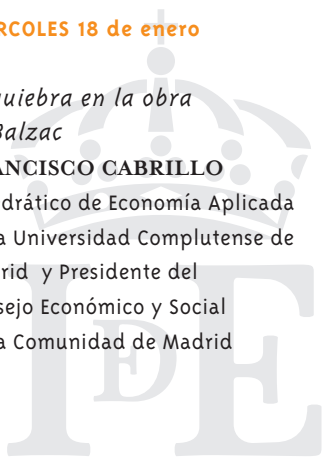 RCOLES 18 de enero
uiebra en la obra
Balzac
ANCISCO CABRILLO
drático de Economía Aplicada
a Universidad Complutense de
rid y Presidente del
sejo Económico y Social
a Comunidad de Madrid